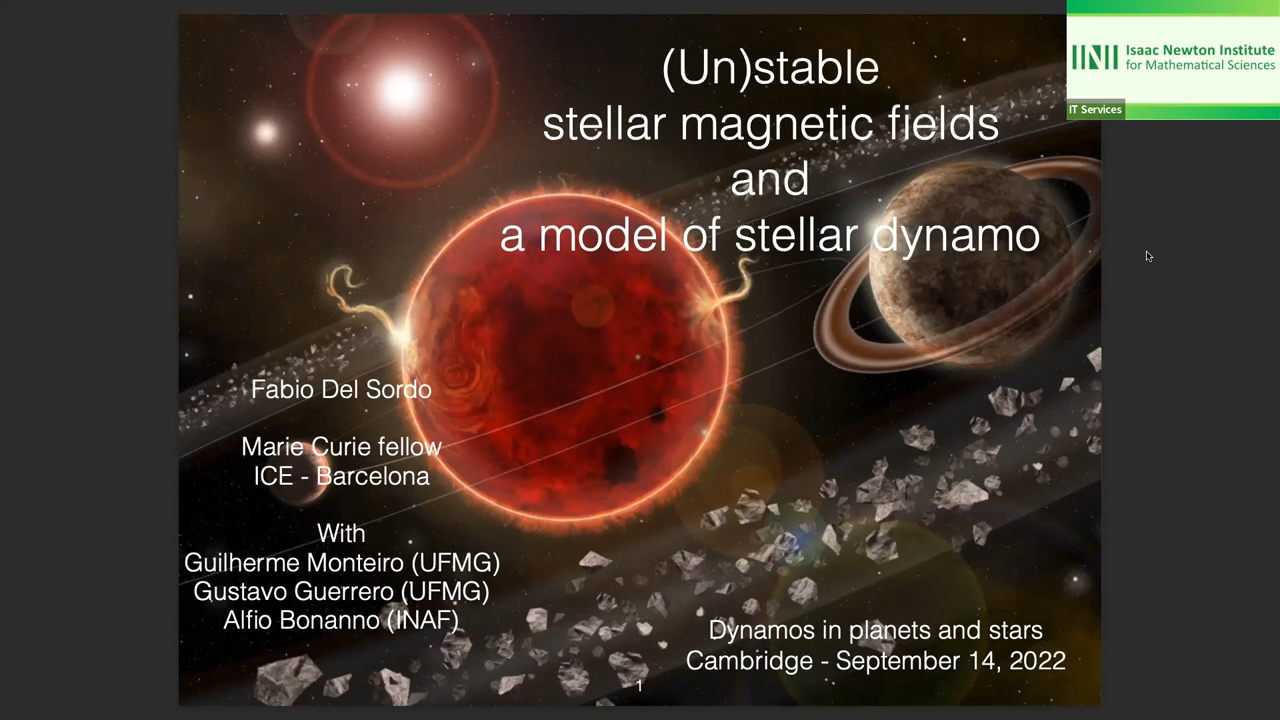 (Un)stable
stellar magnetic fields
and
a model of stellar dynamo
Isaac Newton Institute
for Mathematical Sciences
IT Services
Fabio Del Sordo
Marie Curie fellow
ICE - Barcelona
With
Guilherme Monteiro (UFMG)
Gustavo Guerrero (UFMG)
Alfio Bonanno (INAF)
Dynamos in planets and stars
Cambridge - September 14, 2022
1